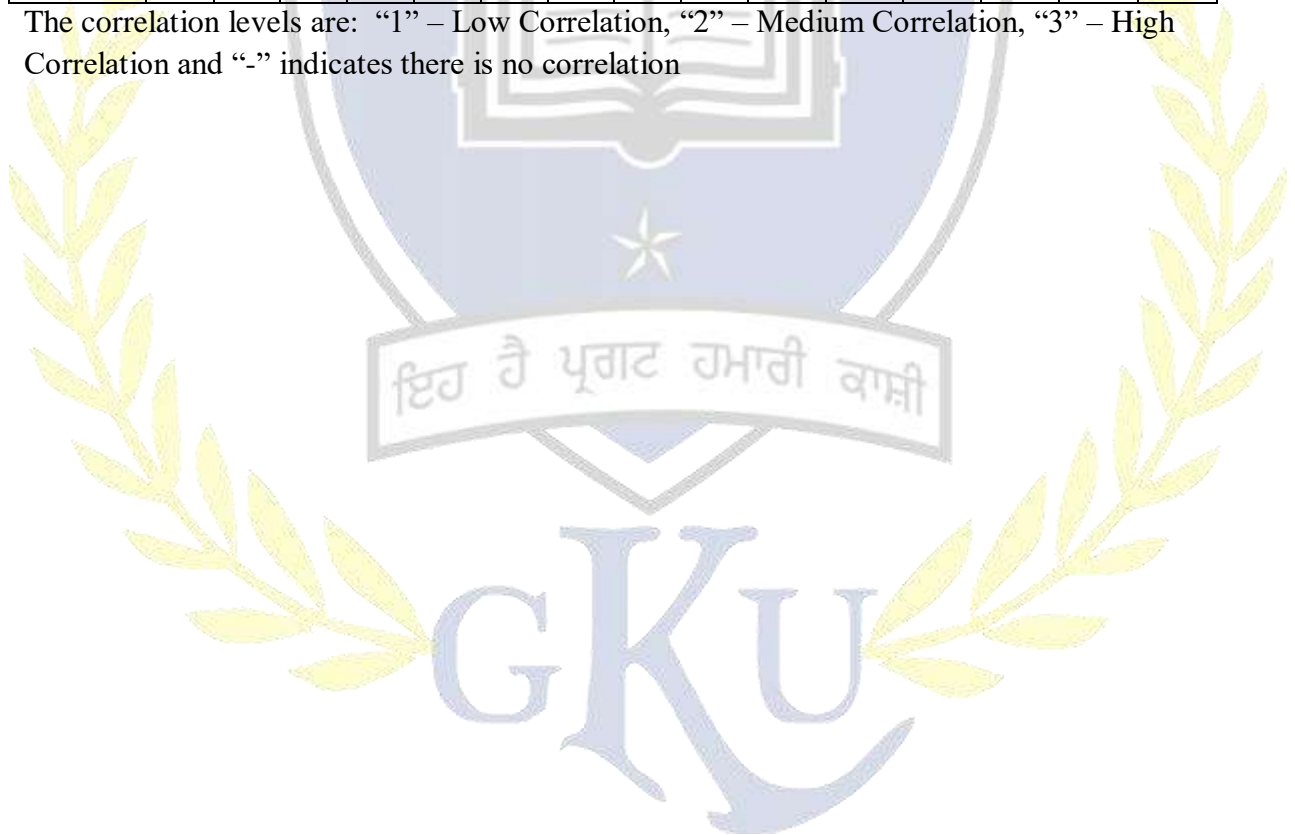 The correlation levels are: “1” – Low Correlation, “2” – Medium Correlation, “3” – High
Correlation and “-” indicates there is no correlation
ਇਹ ਹੈ ਪ੍ਰਗਟ ਹਮਾਰੀ ਕਾਸ਼ੀ
GKU